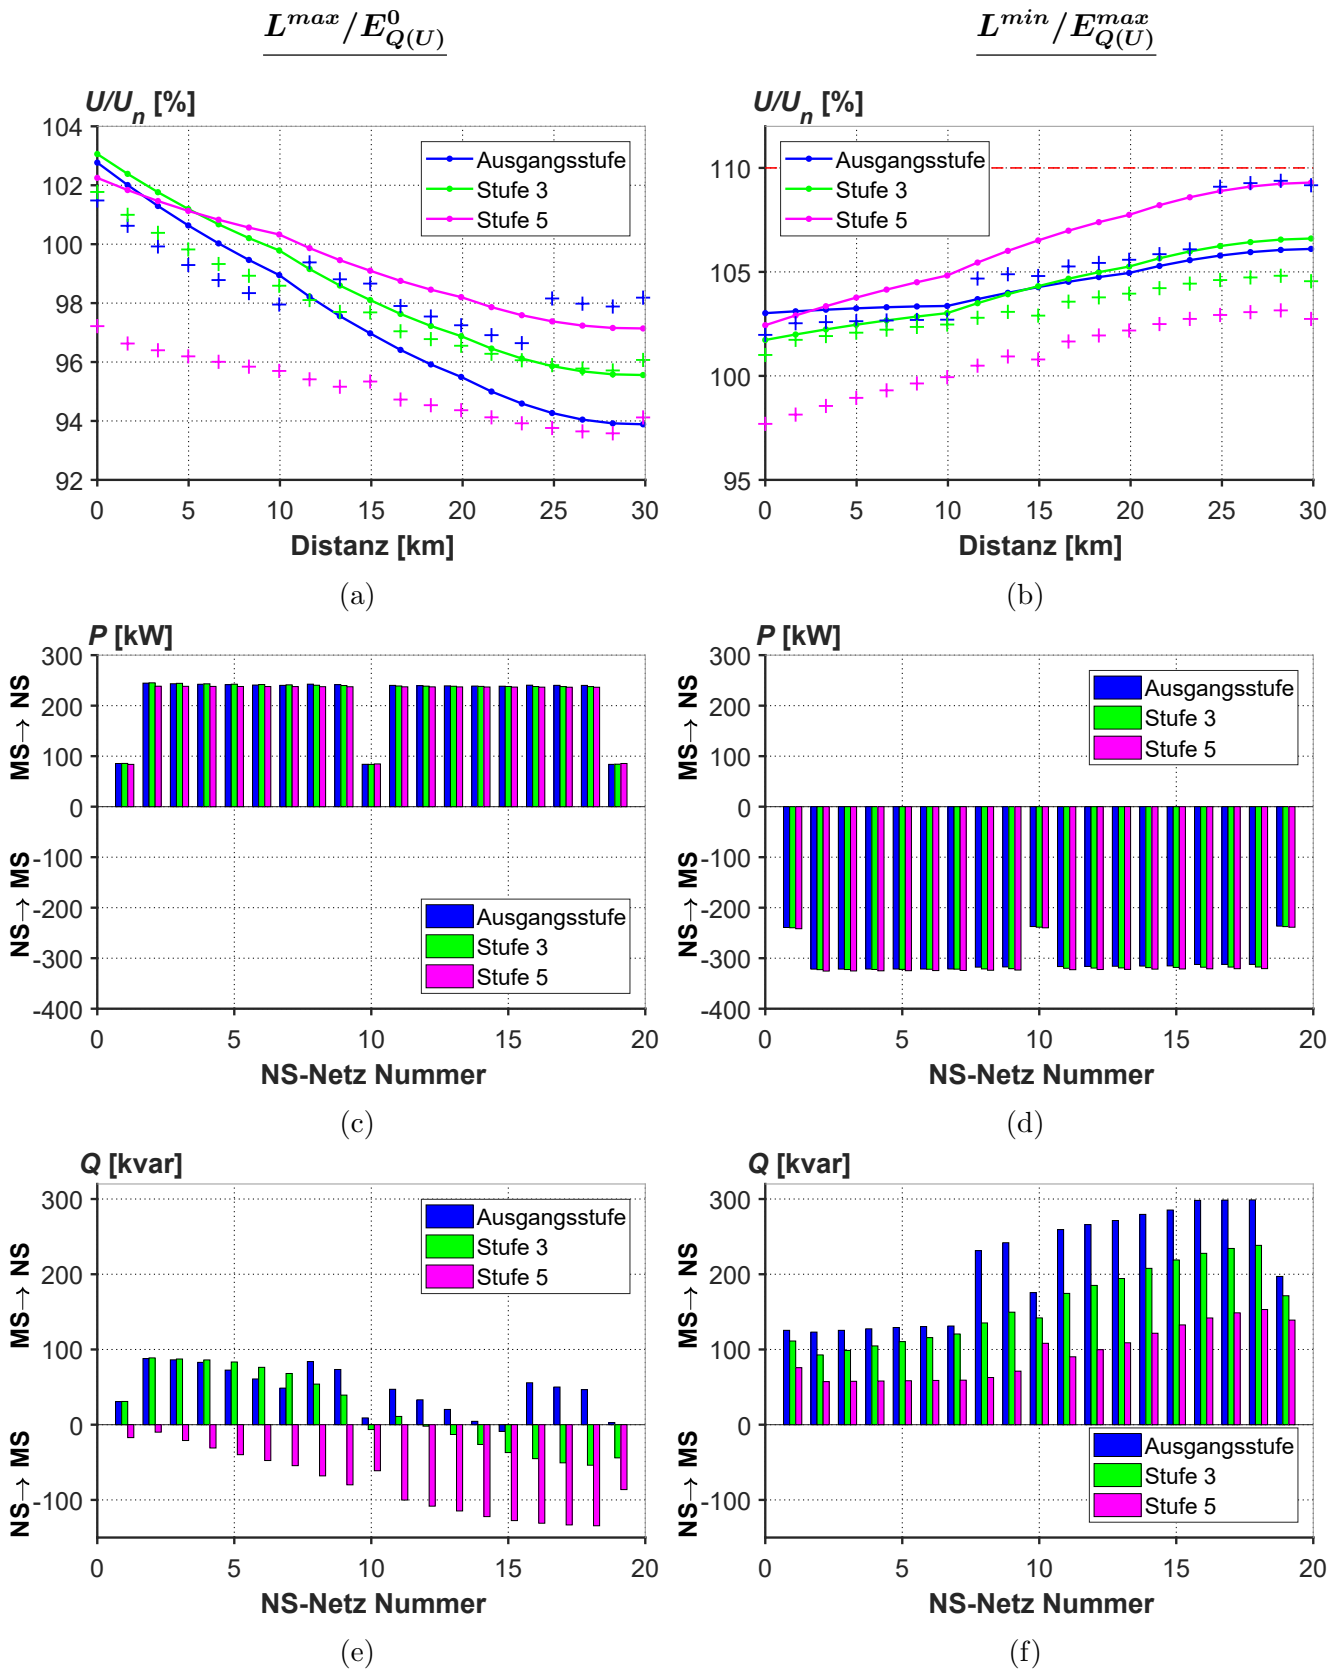 L^max/E^0_Q(U)
L^min/E^max_Q(U)
U/U_n [%]
104
102
100
98
96
94
92
0 5 10 15 20 25 30
Distanz [km]
Ausgangsstufe
Stufe 3
Stufe 5
(a)
U/U_n [%]
110
105
100
95
0 5 10 15 20 25 30
Distanz [km]
Ausgangsstufe
Stufe 3
Stufe 5
(b)
P [kW]
300
200
100
0
-100
-200
-300
-400
MS→ NS
NS→ MS
0 5 10 15 20
NS-Netz Nummer
Ausgangsstufe
Stufe 3
Stufe 5
(c)
P [kW]
300
200
100
0
-100
-200
-300
-400
MS→ NS
NS→ MS
0 5 10 15 20
NS-Netz Nummer
Ausgangsstufe
Stufe 3
Stufe 5
(d)
Q [kvar]
300
200
100
0
-100
MS→ NS
NS→ MS
0 5 10 15 20
NS-Netz Nummer
Ausgangsstufe
Stufe 3
Stufe 5
(e)
Q [kvar]
300
200
100
0
-100
MS→ NS
NS→ MS
0 5 10 15 20
NS-Netz Nummer
Ausgangsstufe
Stufe 3
Stufe 5
(f)